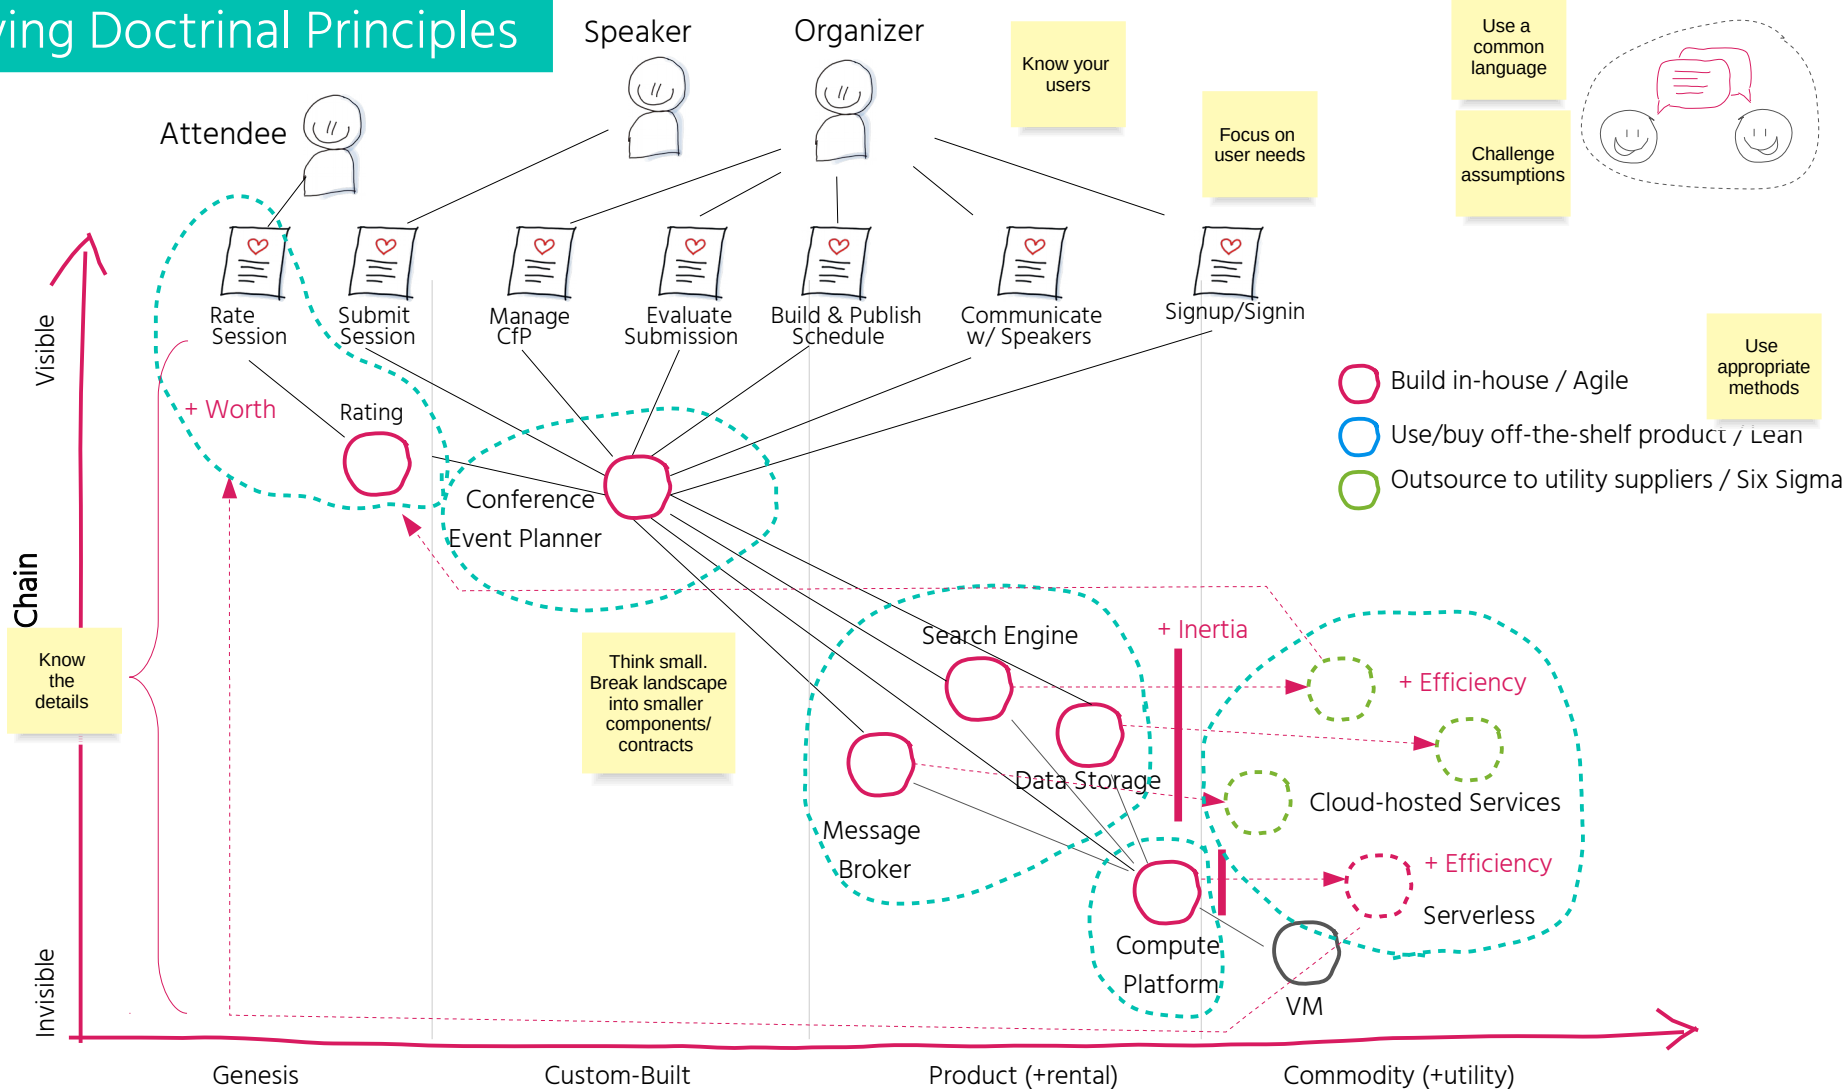 ving Doctrinal Principles
Speaker
Organizer
Attendee
Know your
users
Focus on
user needs
Use a
common
language
Challenge
assumptions
Rate
Session
Submit
Session
Manage
CfP
Evaluate
Submission
Build & Publish
Schedule
Communicate
w/ Speakers
Signup/Signin
Visible
+ Worth
Rating
Use
appropriate
methods
Build in-house / Agile
Use/buy off-the-shelf product / Lean
Outsource to utility suppliers / Six Sigma
Conference
Event Planner
Chain
Know
the
details
Think small.
Break landscape
into smaller
components/
contracts
Search Engine
+ Inertia
+ Efficiency
Data Storage
Cloud-hosted Services
Message
Broker
+ Efficiency
Serverless
Compute
Platform
VM
Invisible
Genesis
Custom-Built
Product (+rental)
Commodity (+utility)